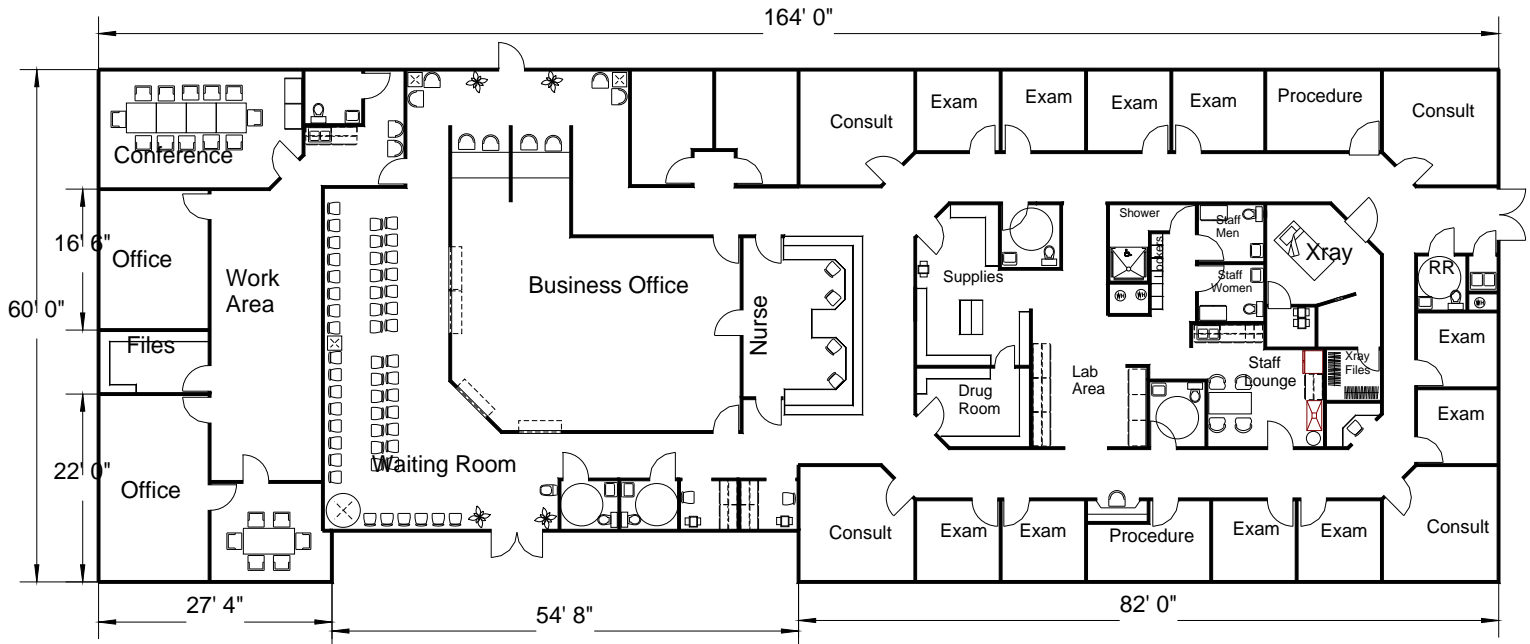 164' 0"
Exam
Exam
Exam
Exam
Procedure
Consult
Consult
Conference
Shower
Staff
Men
16' 6"
Office
Work
Area
Business Office
Supplies
Lockers
Xray
RR
Staff
Women
60' 0"
Files
Nurse
WH
WH
WH
Exam
Staff
Lounge
Xray
Files
Lab
Area
Drug
Room
Exam
22' 0"
Office
Waiting Room
Consult
Exam
Exam
Procedure
Exam
Exam
Consult
27' 4"
54' 8"
82' 0"